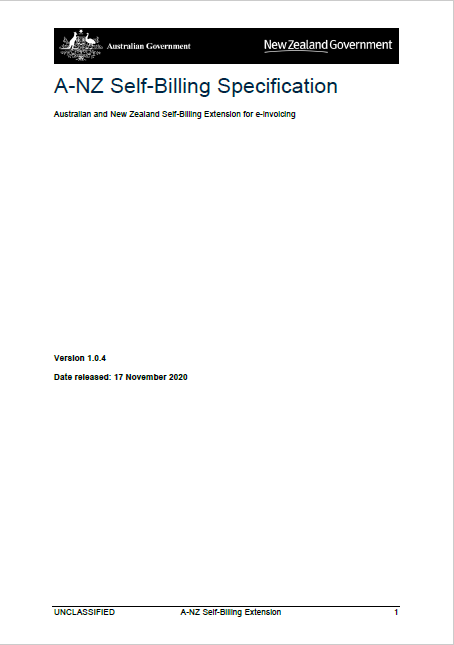 Australian Government
New Zealand Government
A-NZ Self-Billing Specification
Australian and New Zealand Self-Billing Extension for e-Invoicing
Version 1.0.4
Date released: 17 November 2020
UNCLASSIFIED A-NZ Self-Billing Extension 1